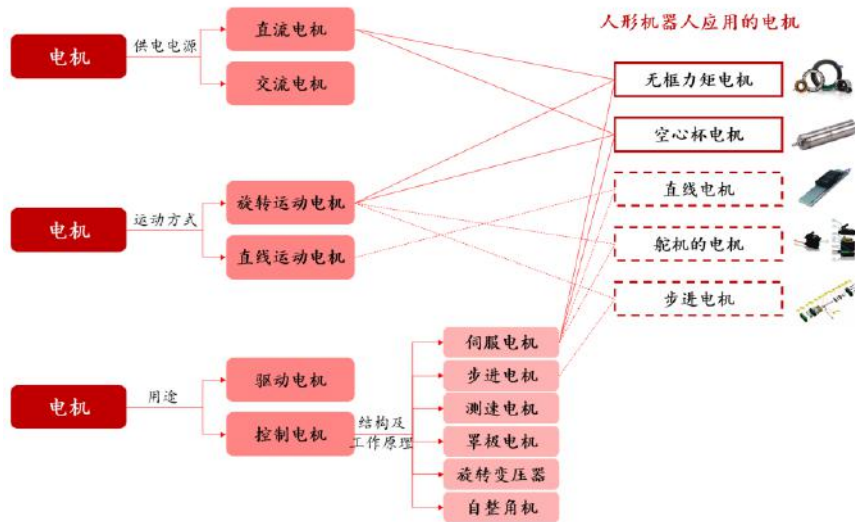 人形机器人应用的电机
电机
供电电源
直流电机
交流电机
无框力矩电机
空心杯电机
直线电机
舵机的电机
步进电机
电机
运动方式
旋转运动电机
直线运动电机
电机
用途
驱动电机
控制电机
结构及
工作原理
伺服电机
步进电机
测速电机
罩极电机
旋转变压器
自整角机